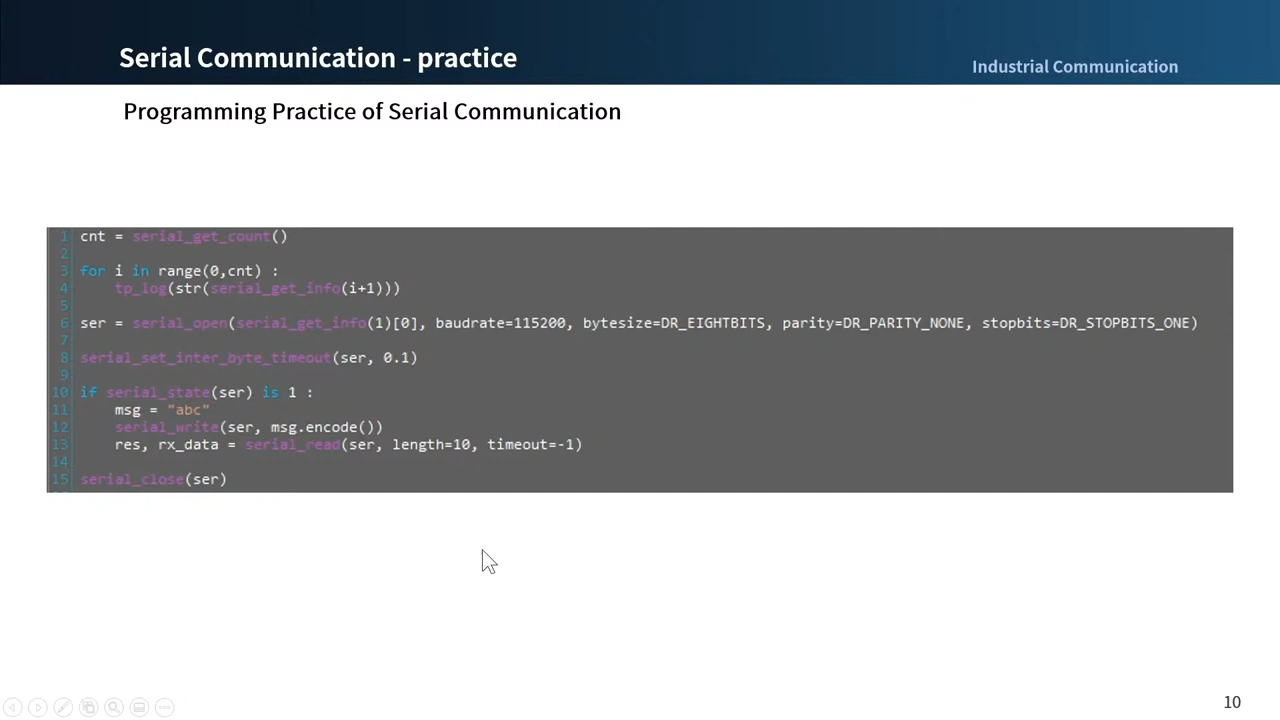 Serial Communication - practice
Industrial Communication
Programming Practice of Serial Communication
1 cnt = serial_get_count()
2
3 for i in range(0,cnt) :
4     tp_log(str(serial_get_info(i+1)))
5
6 ser = serial_open(serial_get_info(1)[0], baudrate=115200, bytesize=DR_EIGHTBITS, parity=DR_PARITY_NONE, stopbits=DR_STOPBITS_ONE)
7
8 serial_set_inter_byte_timeout(ser, 0.1)
9
10 if serial_state(ser) is 1 :
11     msg = "abc"
12     serial_write(ser, msg.encode())
13     res, rx_data = serial_read(ser, length=10, timeout=-1)
14
15 serial_close(ser)
10